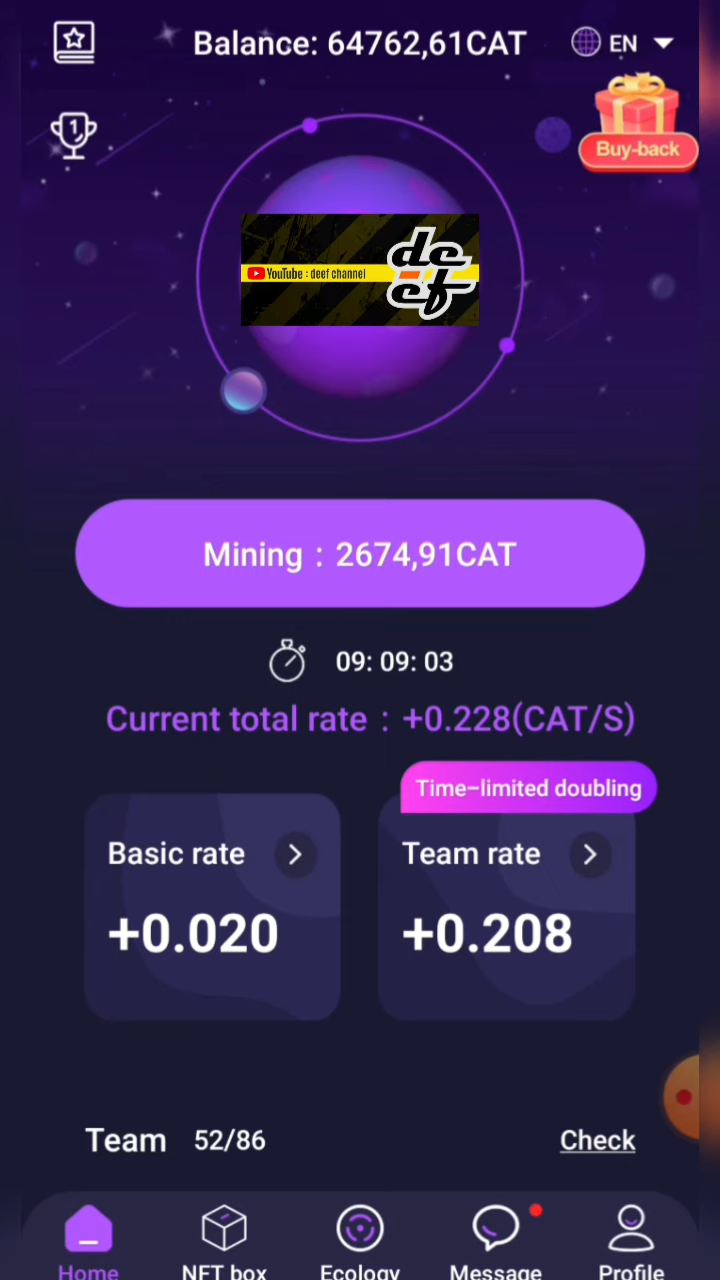 Balance: 64762,61CAT
EN
1
Buy-back
YouTube : deef channel
deef
Mining : 2674,91CAT
09: 09: 03
Current total rate : +0.228(CAT/S)
Time-limited doubling
Basic rate
Team rate
+0.020
+0.208
Team 52/86
Check
Home
NFT box
Ecology
Message
Profile